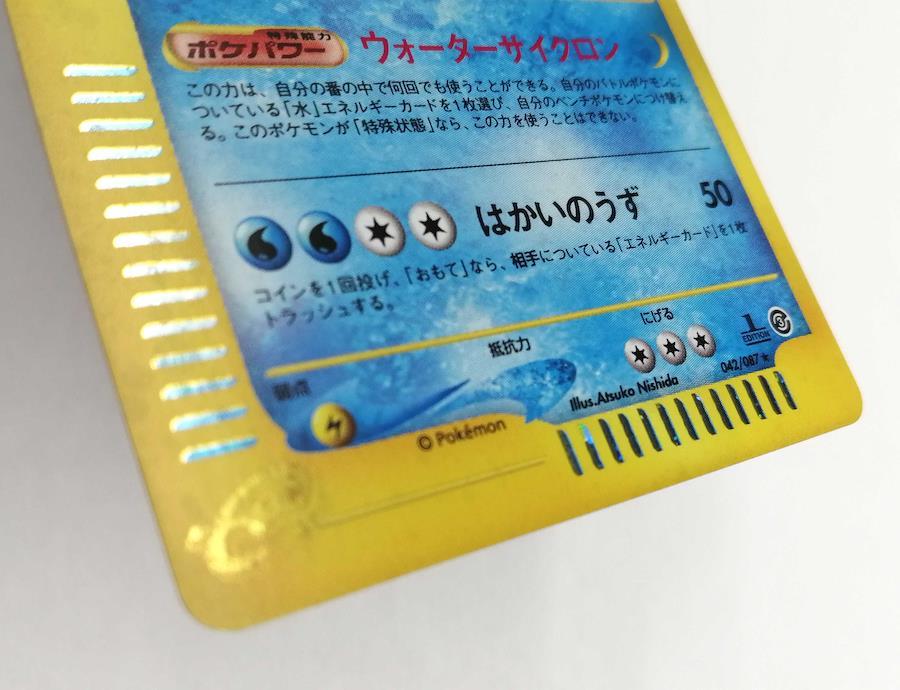 特殊能力
ポケパワー ウォーターサイクロン
この力は、自分の番の中で何回でも使うことができる。自分のバトルポケモンに
ついている「水」エネルギーカードを1枚選び、自分のベンチポケモンにつけ替え
る。このポケモンが「特殊状態」なら、この力を使うことはできない。
はかいのうず 50
コインを1回投げ、「おもて」なら、相手についている「エネルギーカード」を1枚
トラッシュする。
弱点 抵抗力 にげる
1
EDITION
Illus. Atsuko Nishida 042/087 ★
© Pokémon